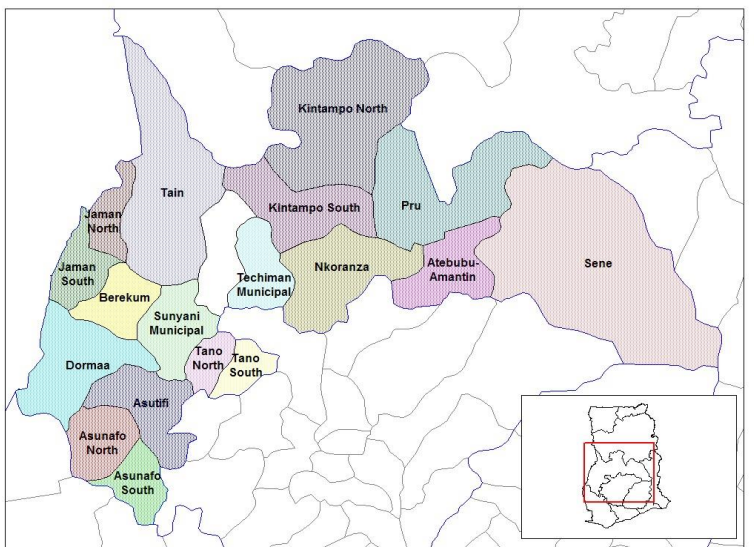 Kintampo North
Tain
Kintampo South
Pru
Jaman
North
Sene
Jaman
South
Techiman
Municipal
Nkoranza
Atebubu-
Amantin
Berekum
Sunyani
Municipal
Dormaa
Tano
North
Tano
South
Asutifi
Asunafo
North
Asunafo
South